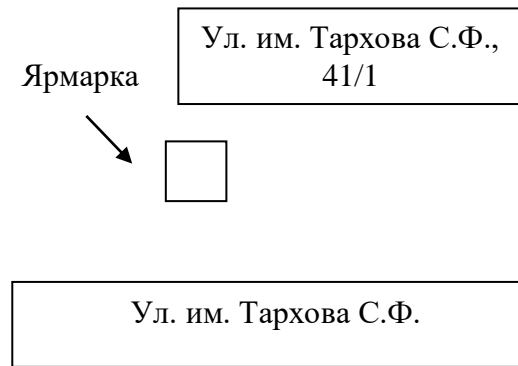 Ул. им. Тархова С.Ф.,
41/1
Ярмарка
Ул. им. Тархова С.Ф.